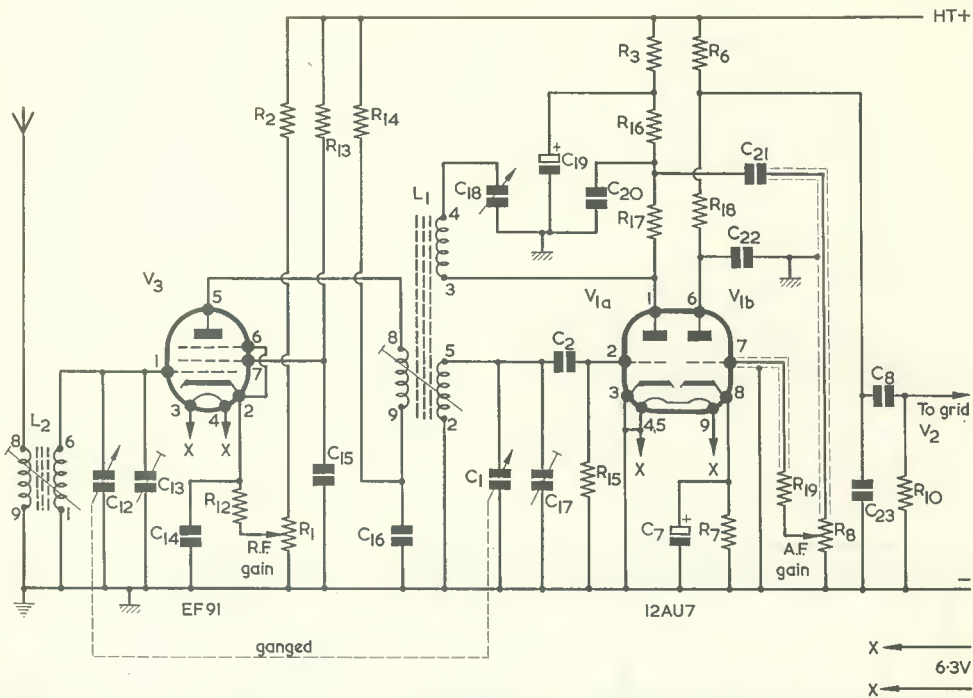 HT+
R3
R6
R2
R13
R14
R16
C19
+
C18
C20
C21
L1
4
3
R17
R18
C22
V3
5
V1a
1
6
V1b
8
5
C2
2
7
1
6
7
3
4
2
X
X
9
2
3
4,5
9
8
X
X
C8
To grid
V2
L2
8
6
9
1
C12
C13
C15
C1
C17
R15
R19
C14
R12
R.F.
gain
R1
C16
C7
+
R7
A.F.
gain
R8
C23
R10
−
EF91
12AU7
ganged
X
6·3V
X